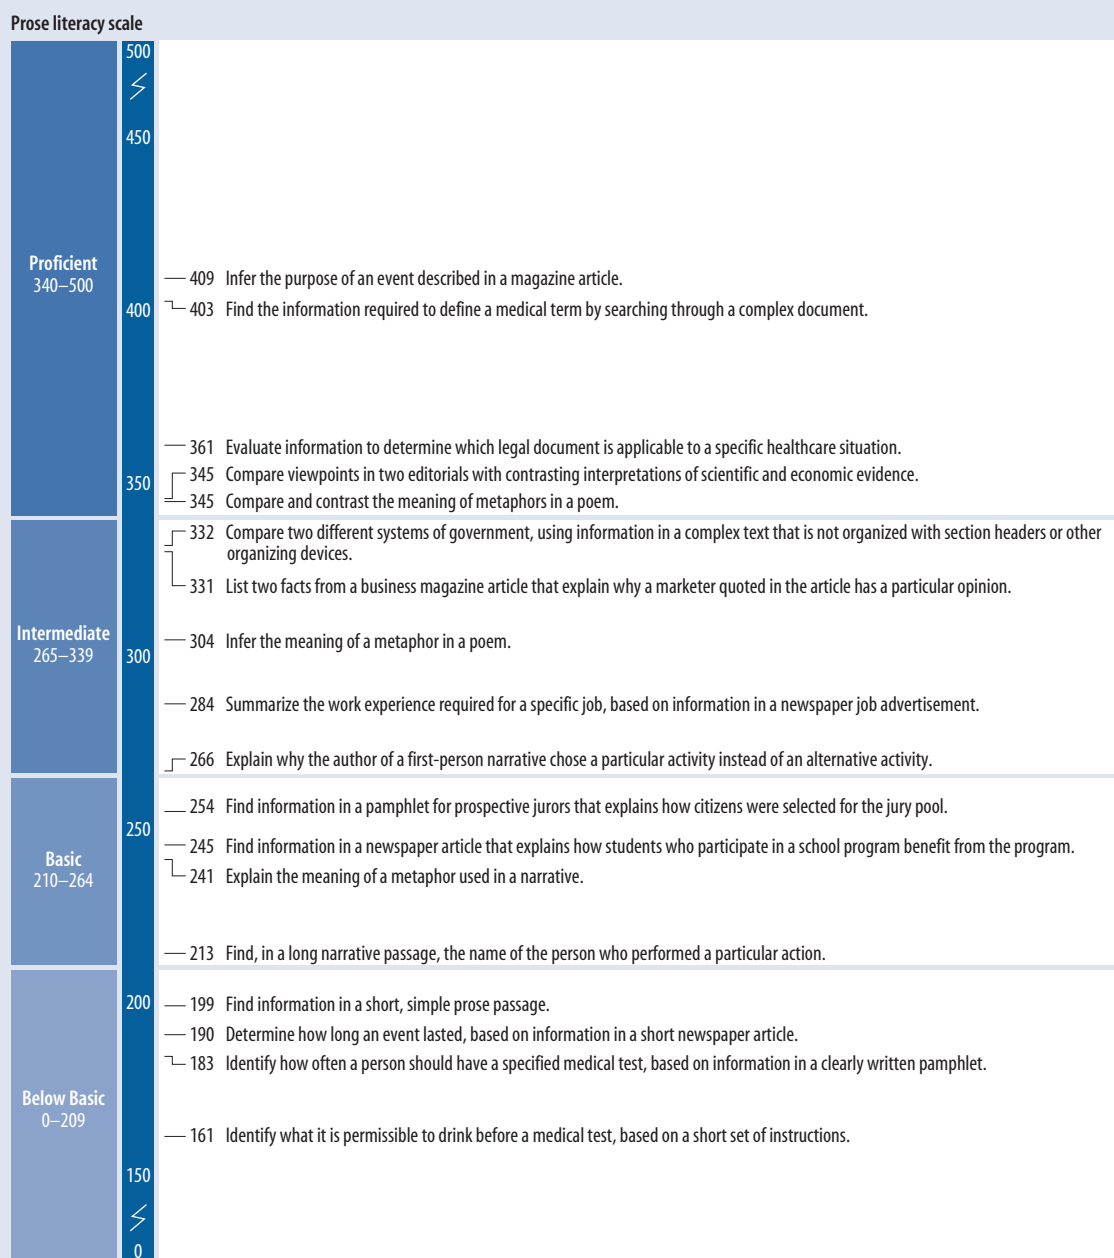 Prose literacy scale
500
450
Proficient
340–500
409 Infer the purpose of an event described in a magazine article.
400
403 Find the information required to define a medical term by searching through a complex document.
361 Evaluate information to determine which legal document is applicable to a specific healthcare situation.
345 Compare viewpoints in two editorials with contrasting interpretations of scientific and economic evidence.
350
345 Compare and contrast the meaning of metaphors in a poem.
332 Compare two different systems of government, using information in a complex text that is not organized with section headers or other
organizing devices.
331 List two facts from a business magazine article that explain why a marketer quoted in the article has a particular opinion.
Intermediate
265–339
304 Infer the meaning of a metaphor in a poem.
300
284 Summarize the work experience required for a specific job, based on information in a newspaper job advertisement.
266 Explain why the author of a first-person narrative chose a particular activity instead of an alternative activity.
254 Find information in a pamphlet for prospective jurors that explains how citizens were selected for the jury pool.
250
245 Find information in a newspaper article that explains how students who participate in a school program benefit from the program.
Basic
210–264
241 Explain the meaning of a metaphor used in a narrative.
213 Find, in a long narrative passage, the name of the person who performed a particular action.
200
199 Find information in a short, simple prose passage.
190 Determine how long an event lasted, based on information in a short newspaper article.
183 Identify how often a person should have a specified medical test, based on information in a clearly written pamphlet.
Below Basic
0–209
161 Identify what it is permissible to drink before a medical test, based on a short set of instructions.
150
0